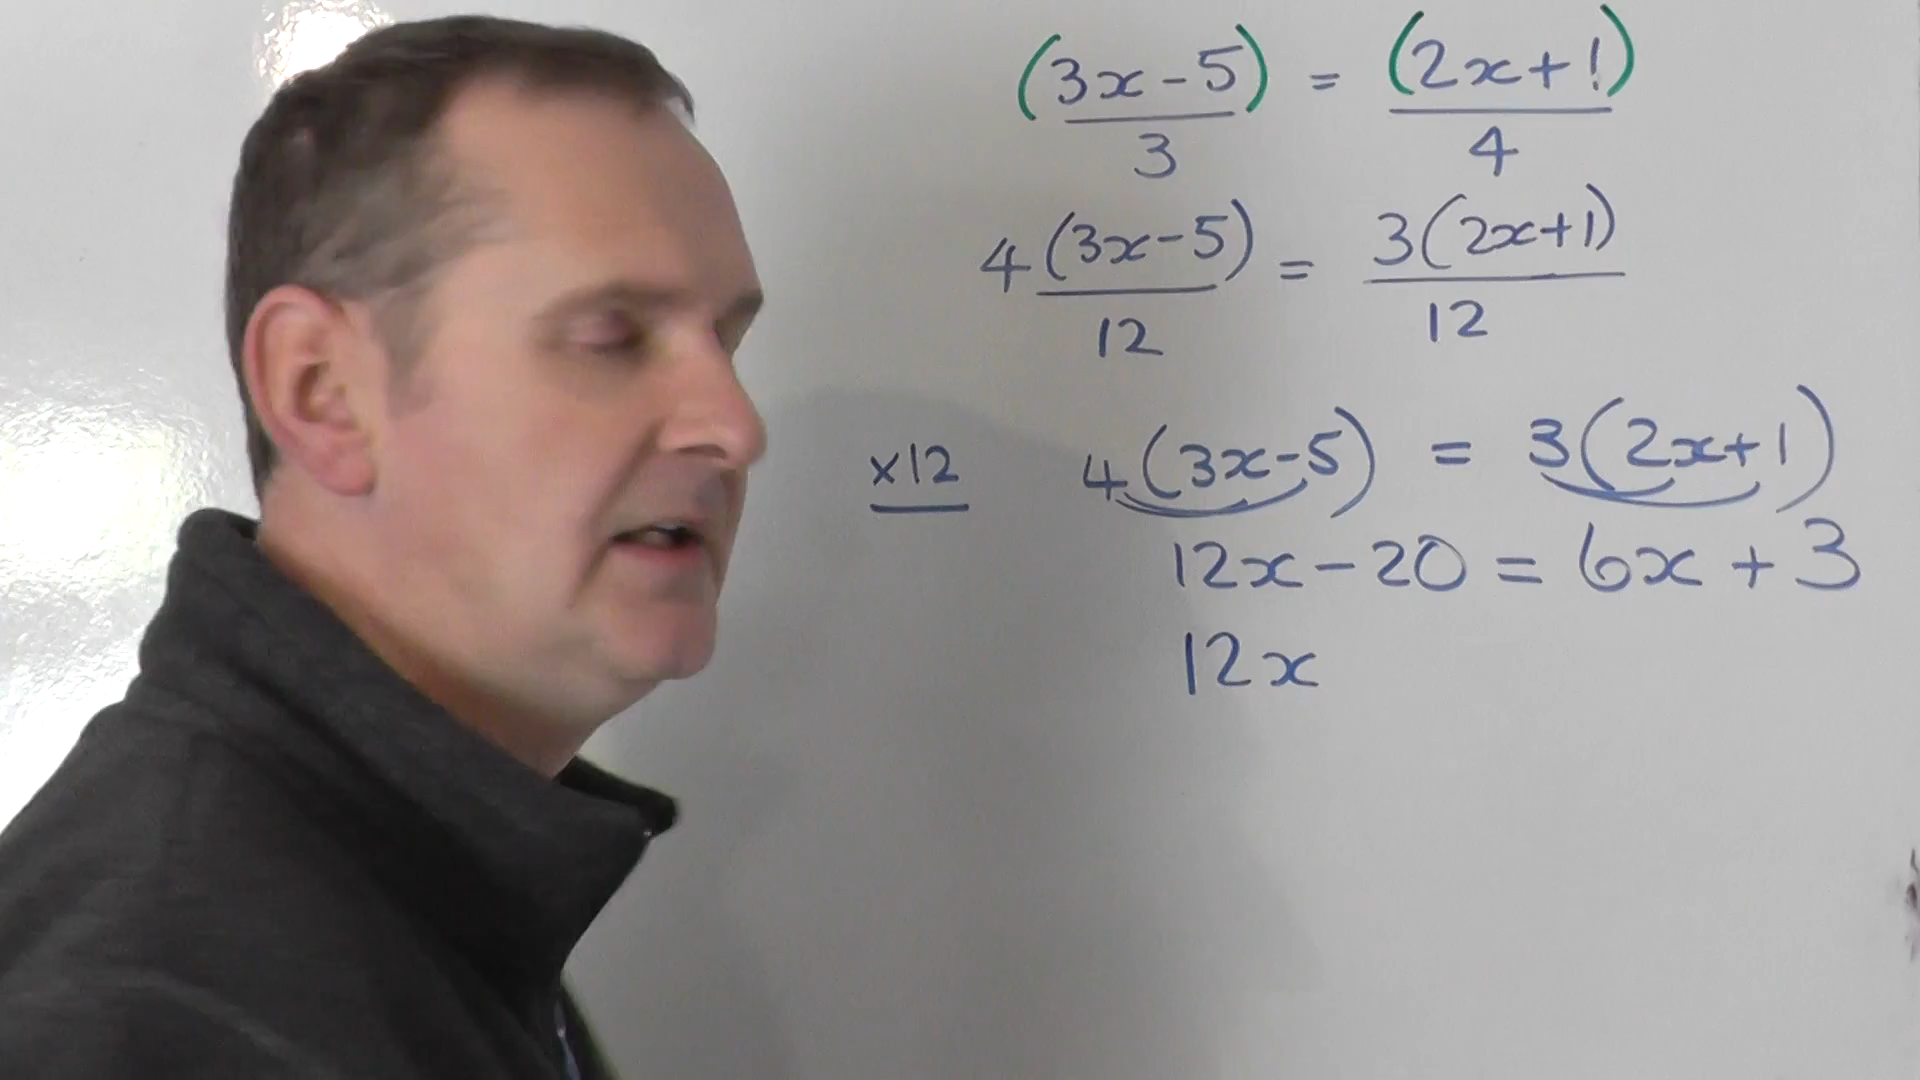 (3x-5)/3 = (2x+1)/4
4(3x-5)/12 = 3(2x+1)/12
×12 4(3x-5) = 3(2x+1)
12x-20 = 6x+3
12x